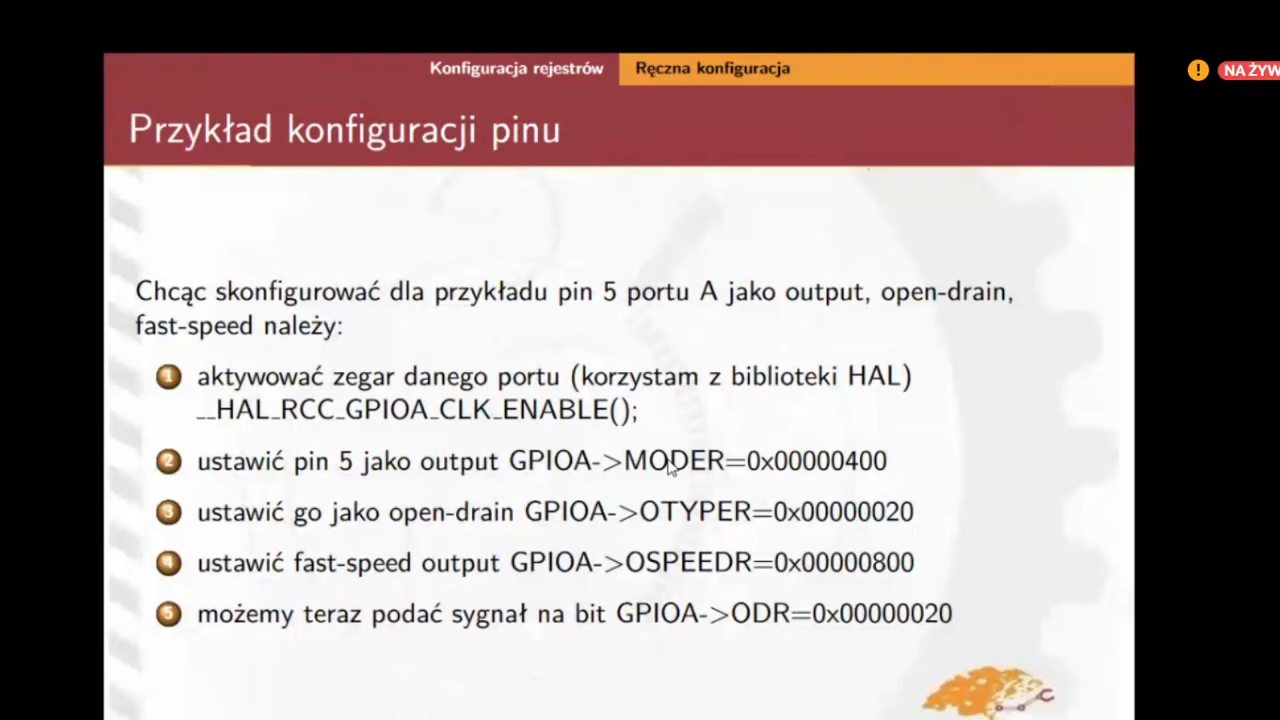 Konfiguracja rejestrów Ręczna konfiguracja
! NA ŻYW
Przykład konfiguracji pinu
Chcąc skonfigurować dla przykładu pin 5 portu A jako output, open-drain,
fast-speed należy:
1 aktywować zegar danego portu (korzystam z biblioteki HAL)
__HAL_RCC_GPIOA_CLK_ENABLE();
2 ustawić pin 5 jako output GPIOA->MODER=0x00000400
3 ustawić go jako open-drain GPIOA->OTYPER=0x00000020
4 ustawić fast-speed output GPIOA->OSPEEDR=0x00000800
5 możemy teraz podać sygnał na bit GPIOA->ODR=0x00000020